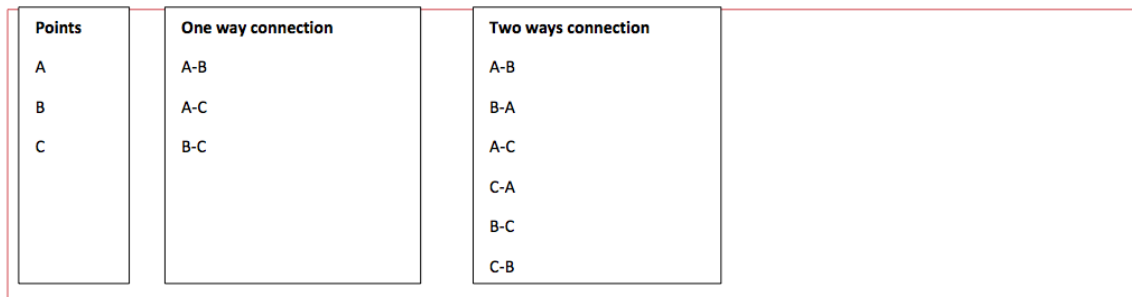 Points
A
B
C
One way connection
A-B
A-C
B-C
Two ways connection
A-B
B-A
A-C
C-A
B-C
C-B